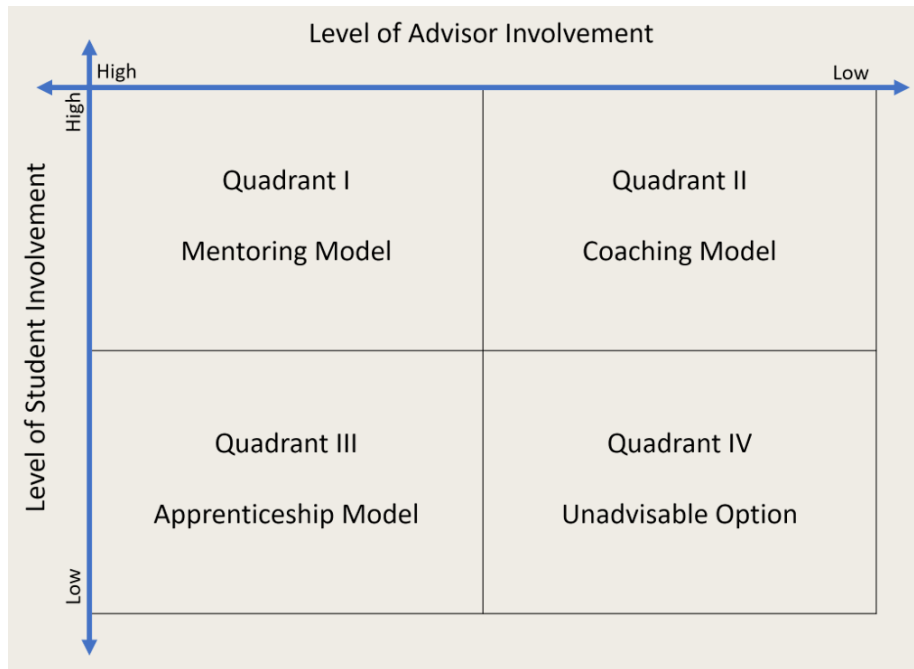 Level of Advisor Involvement
High
Low
High
Level of Student Involvement
Low
Quadrant I
Mentoring Model
Quadrant II
Coaching Model
Quadrant III
Apprenticeship Model
Quadrant IV
Unadvisable Option